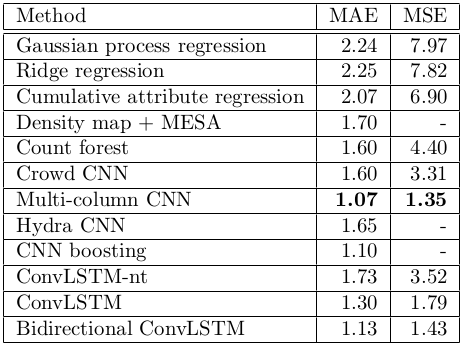 Method MAE MSE
Gaussian process regression 2.24 7.97
Ridge regression 2.25 7.82
Cumulative attribute regression 2.07 6.90
Density map + MESA 1.70 -
Count forest 1.60 4.40
Crowd CNN 1.60 3.31
Multi-column CNN 1.07 1.35
Hydra CNN 1.65 -
CNN boosting 1.10 -
ConvLSTM-nt 1.73 3.52
ConvLSTM 1.30 1.79
Bidirectional ConvLSTM 1.13 1.43